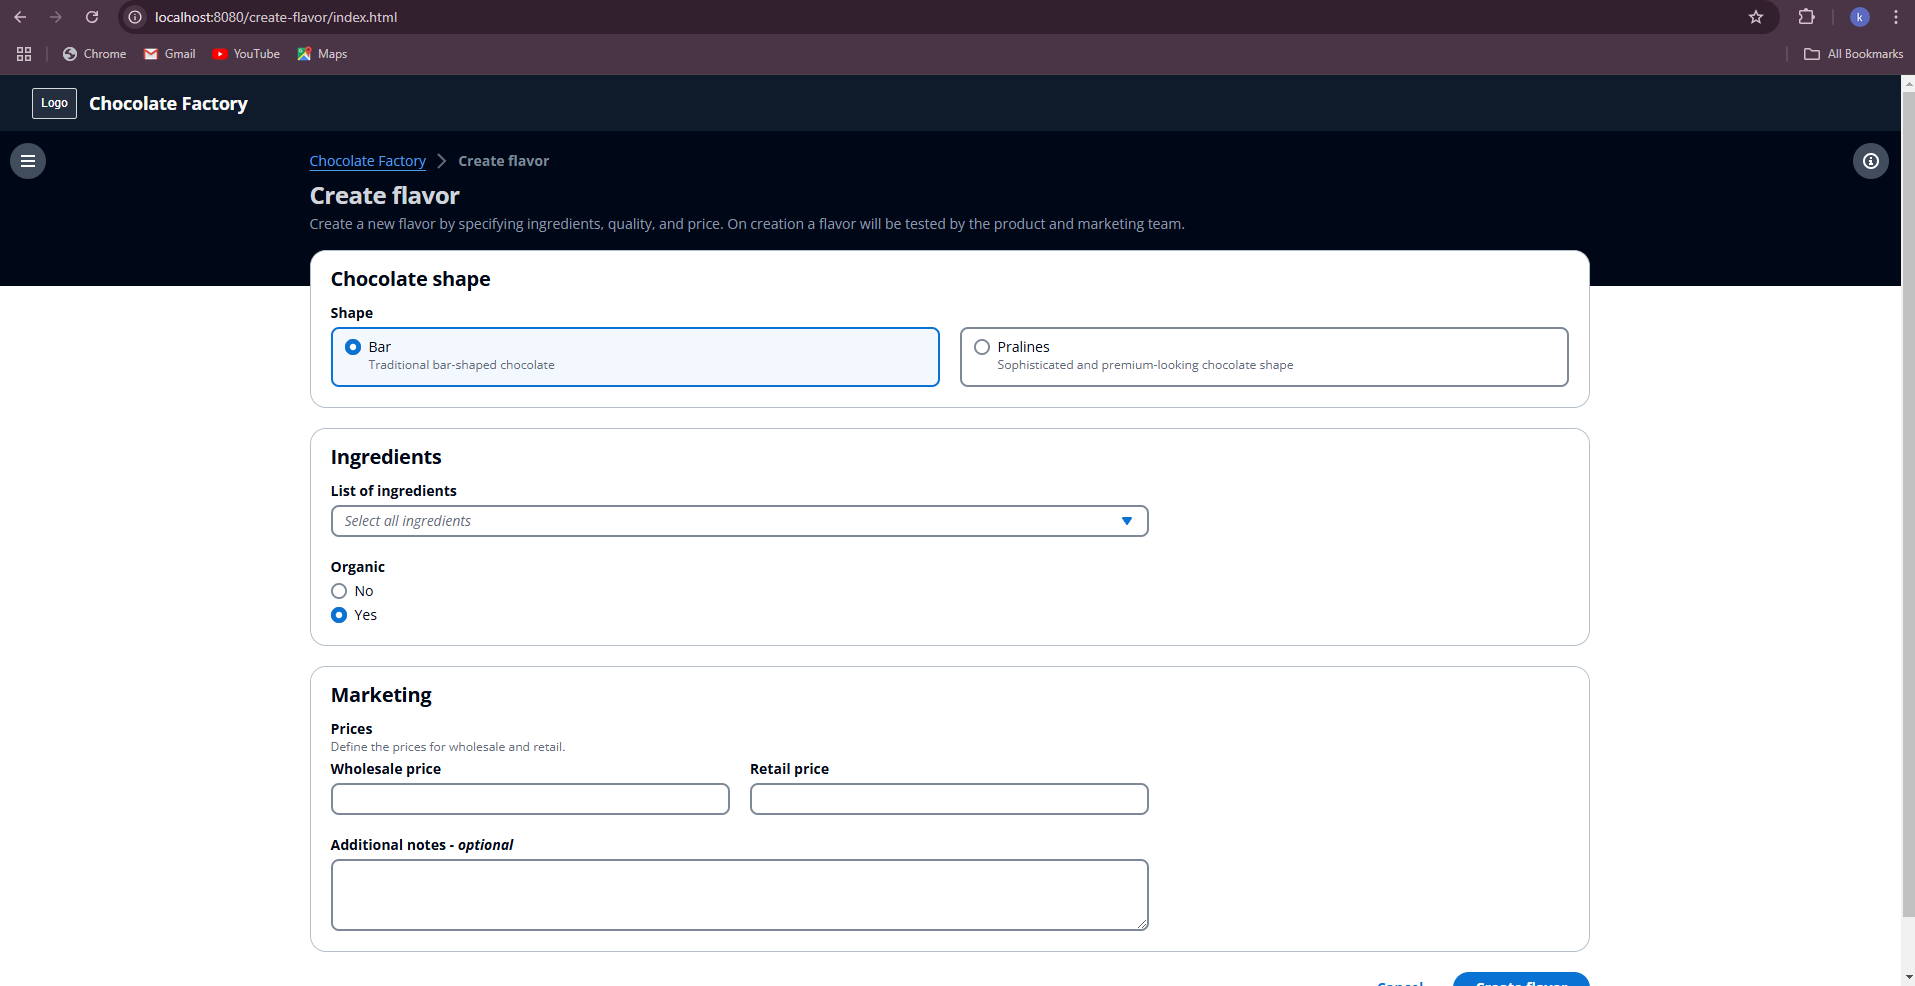 localhost:8080/create-flavor/index.html
k
Chrome Gmail YouTube Maps All Bookmarks
Logo Chocolate Factory
Chocolate Factory Create flavor
Create flavor
Create a new flavor by specifying ingredients, quality, and price. On creation a flavor will be tested by the product and marketing team.
Chocolate shape
Shape
Bar
Traditional bar-shaped chocolate
Pralines
Sophisticated and premium-looking chocolate shape
Ingredients
List of ingredients
Select all ingredients
Organic
No
Yes
Marketing
Prices
Define the prices for wholesale and retail.
Wholesale price Retail price
Additional notes - optional
Cancel Create flavor